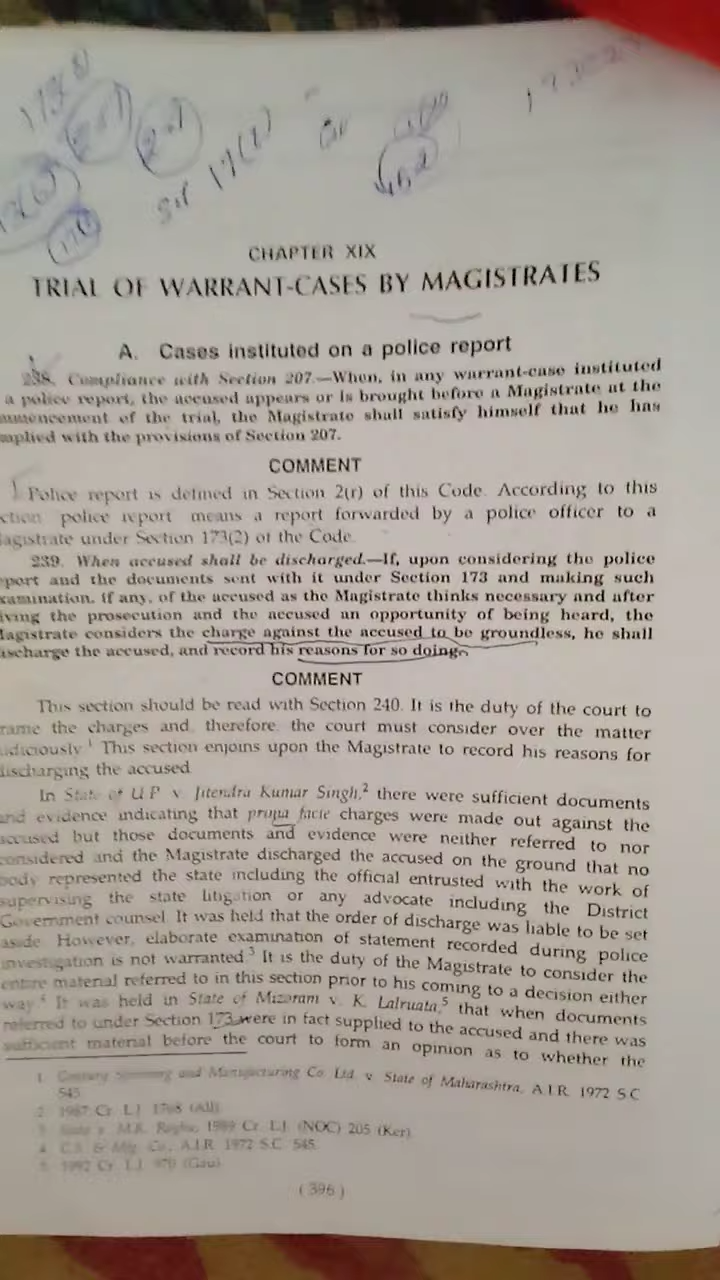 17(2)
CHAPTER XIX
TRIAL OF WARRANT-CASES BY MAGISTRATES
A. Cases instituted on a police report
238. Compliance with Section 207.—When, in any warrant-case instituted
a police report, the accused appears or is brought before a Magistrate at the
mmencement of the trial, the Magistrate shall satisfy himself that he has
mplied with the provisions of Section 207.
COMMENT
Police report is defined in Section 2(r) of this Code. According to this
ction police report means a report forwarded by a police officer to a
agistrate under Section 173(2) of the Code.
239. When accused shall be discharged.—If, upon considering the police
eport and the documents sent with it under Section 173 and making such
xamination, if any, of the accused as the Magistrate thinks necessary and after
iving the prosecution and the accused an opportunity of being heard, the
Magistrate considers the charge against the accused to be groundless, he shall
ischarge the accused, and record his reasons for so doing.
COMMENT
This section should be read with Section 240. It is the duty of the court to
rame the charges and, therefore, the court must consider over the matter
udiciously.1 This section enjoins upon the Magistrate to record his reasons for
discharging the accused.
In State of U.P. v. Jitendra Kumar Singh,2 there were sufficient documents
and evidence indicating that prima facie charges were made out against the
accused but those documents and evidence were neither referred to nor
considered and the Magistrate discharged the accused on the ground that no
body represented the state including the official entrusted with the work of
supervising the state litigation or any advocate including the District
Government counsel. It was held that the order of discharge was liable to be set
aside. However, elaborate examination of statement recorded during police
investigation is not warranted.3 It is the duty of the Magistrate to consider the
entire material referred to in this section prior to his coming to a decision either
way.4 It was held in State of Mizoram v. K. Lalruata,5 that when documents
referred to under Section 173 were in fact supplied to the accused and there was
sufficient material before the court to form an opinion as to whether the
1. Century Spinning and Manufacturing Co. Ltd. v. State of Maharashtra, A.I.R. 1972 S.C.
545.
2. 1987 Cr. L.J. (All).
3. State v. M.R. 1989 Cr. L.J. (NOC) 205 (Ker).
4. C.S. & Mfg. Co., A.I.R. 1972 S.C. 545.
5. 1992 Cr. L.J. 970 (Gau).
(396)